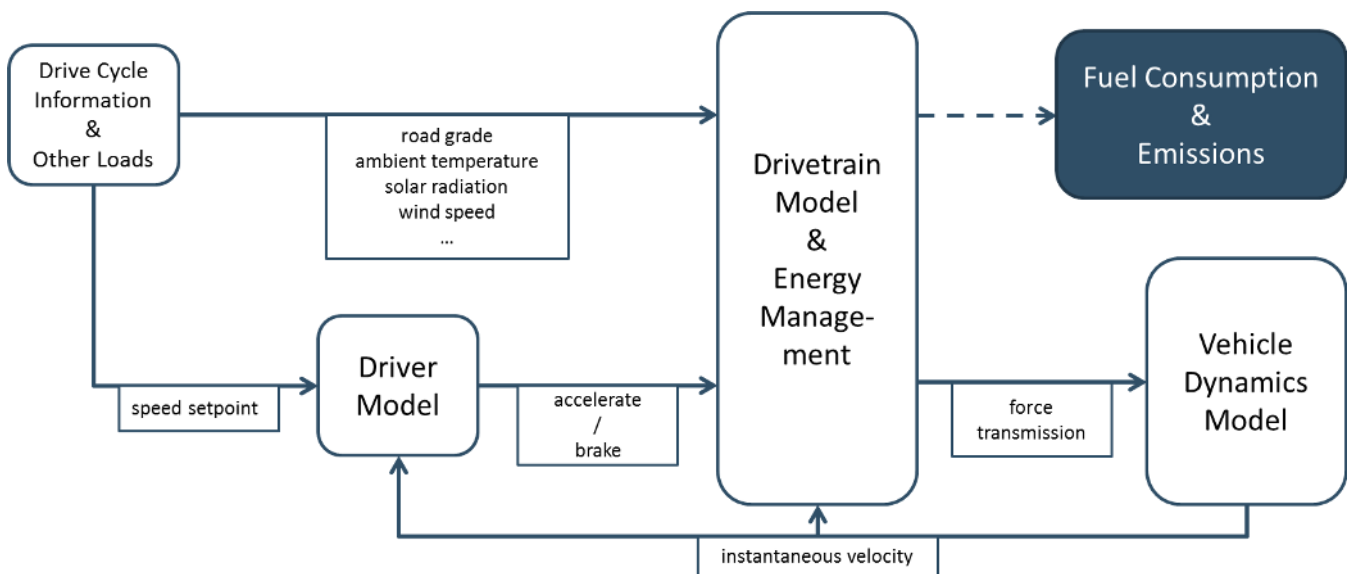 Drive Cycle
Information
&
Other Loads
road grade
ambient temperature
solar radiation
wind speed
...
Drivetrain
Model
&
Energy
Manage-
ment
Fuel Consumption
&
Emissions
speed setpoint
Driver
Model
accelerate
/
brake
force
transmission
Vehicle
Dynamics
Model
instantaneous velocity